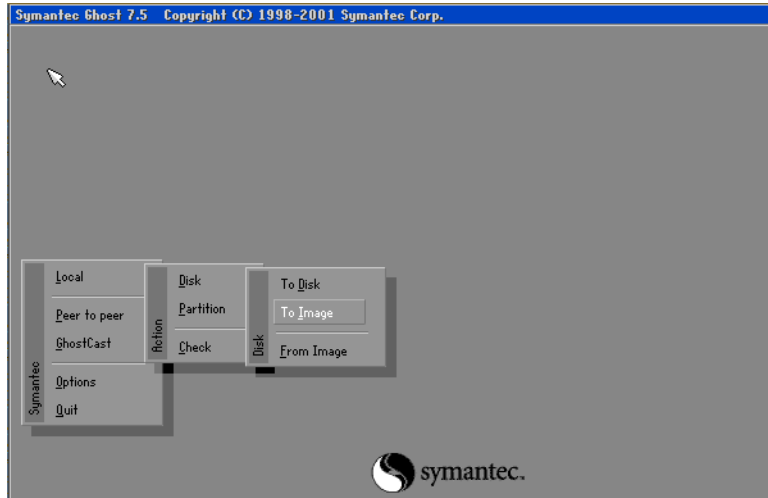 Symantec Ghost 7.5 Copyright (C) 1998-2001 Symantec Corp.
Symantec
Local
Peer to peer
GhostCast
Options
Quit
Action
Disk
Partition
Check
Disk
To Disk
To Image
From Image
symantec.